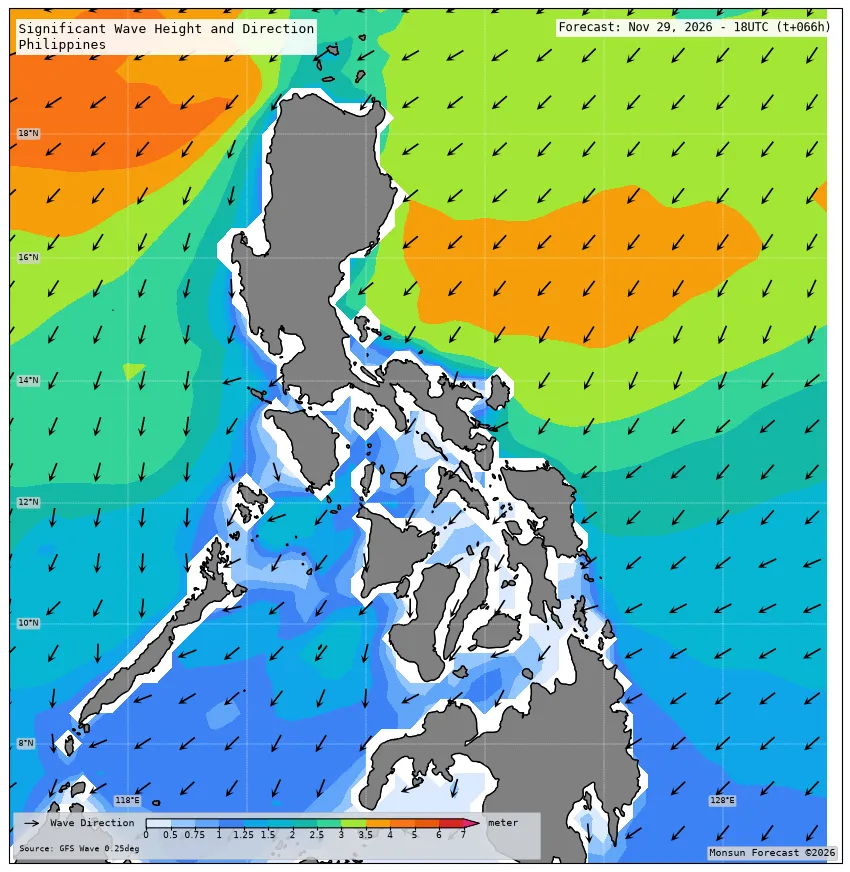 Significant Wave Height and Direction
Philippines
Forecast: Nov 29, 2026 - 18UTC (t+066h)
18°N
16°N
14°N
12°N
10°N
8°N
118°E
128°E
Wave Direction
0 0.5 0.75 1 1.25 1.5 2 2.5 3 3.5 4 5 6 7
meter
Source: GFS Wave 0.25deg
Monsun Forecast ©2026